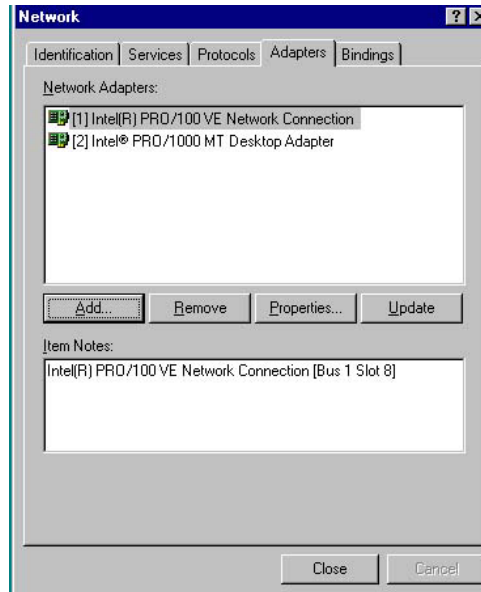 Network
Identification Services Protocols Adapters Bindings
Network Adapters:
[1] Intel(R) PRO/100 VE Network Connection
[2] Intel® PRO/1000 MT Desktop Adapter
Add... Remove Properties... Update
Item Notes:
Intel(R) PRO/100 VE Network Connection [Bus 1 Slot 8]
Close Cancel